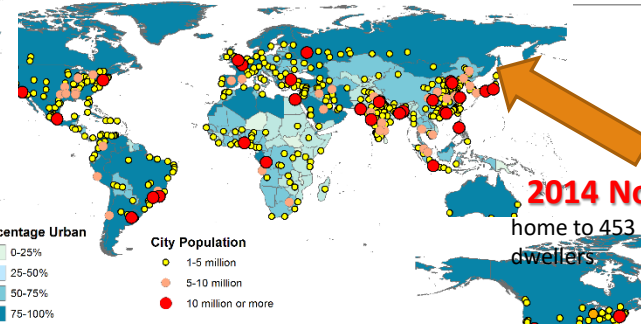 2014 No
home to 453
dwellers
centage Urban
0-25%
25-50%
50-75%
75-100%
City Population
1-5 million
5-10 million
10 million or more